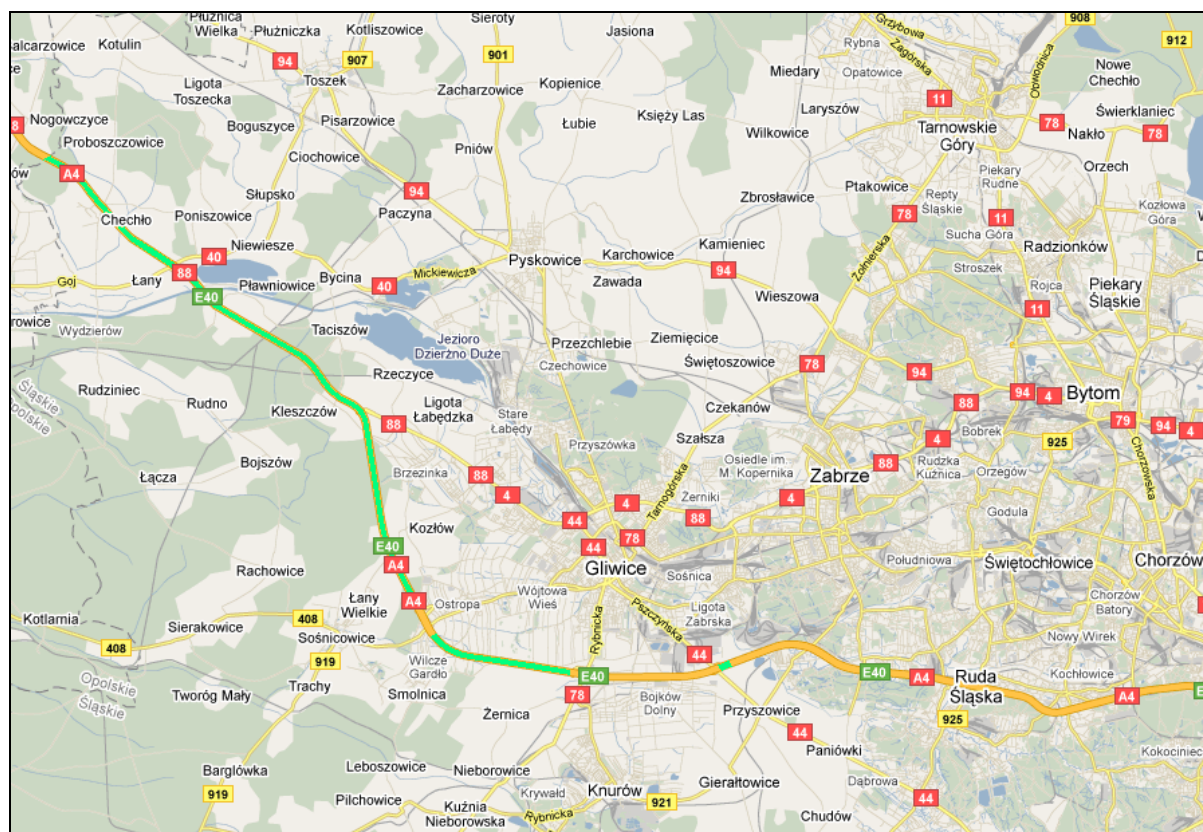 Płużnica
Wielka
Płużniczka
Kotliszowice
Sieroty
Jasiona
Grzybowa
908
Kotulin
94
907
901
Rybna
Zagórska
Obwodnica
912
Toszek
Kopienice
Miedary
Opatowice
Nowe
Chechło
Ligota
Toszecka
Zacharzowice
11
Nogowczyce
Pisarzowice
Łubie
Księży Las
Laryszów
78
Świerklaniec
Boguszyce
Wilkowice
Tarnowskie
Góry
Nakło
78
Proboszczowice
Pniów
Ciochowice
Orzech
A4
Słupsko
94
Paczyna
Zbrosławice
Ptakowice
Repty
Śląskie
Piekary
Rudne
Kozłowa
Góra
Chechło
Poniszowice
78
11
Niewiesze
Kamieniec
Sucha Góra
Radzionków
40
Pyskowice
Karchowice
Żołnierska
88
Goj
Łany
Bycina
Mickiewicza
94
Stroszek
Pławniowice
40
Zawada
Wieszowa
Rojca
Piekary
Śląskie
E40
11
Wydzierów
Taciszów
Jezioro
Dzierżno Duże
Przezchlebie
Ziemięcice
Czechowice
Świętoszowice
78
Śląskie
Opolskie
Rudziniec
Rudno
Rzeczyce
94
Kleszczów
Ligota
Łabędzka
94
4
Bytom
88
Stare
Łabędy
Czekanów
88
79
94
4
Przyszówka
Szałsza
4
Bobrek
925
Bojszów
Brzezinka
Osiedle im.
M. Kopernika
88
Rudzka
Kuźnica
Orzegów
Chorzowska
Łącza
88
Tarnogórska
Zabrze
4
4
Żerniki
4
Godula
Kozłów
44
78
88
E40
44
A4
Gliwice
Sośnica
Południowa
Świętochłowice
Chorzów
Rachowice
Łany
Wielkie
A4
Ostropa
Wójtowa
Wieś
Ligota
Zabrska
Chorzów
Batory
Kotlarnia
Sierakowice
408
408
Sośnicowice
Rybnicka
Pszczyńska
Nowy Wirek
919
Wilcze
Gardło
44
Kochłowice
Opolskie
Śląskie
Tworóg Mały
Trachy
Smolnica
E40
E40
A4
Ruda
Śląska
A4
78
Bojków
Dolny
Przyszowice
Żernica
44
925
Paniówki
Kokociniec
Barglówka
Leboszowice
Nieborowice
Gierałtowice
Dąbrowa
919
Pilchowice
Krywałd
Knurów
921
44
Kuźnia
Nieborowska
Rybnicka
Chudów